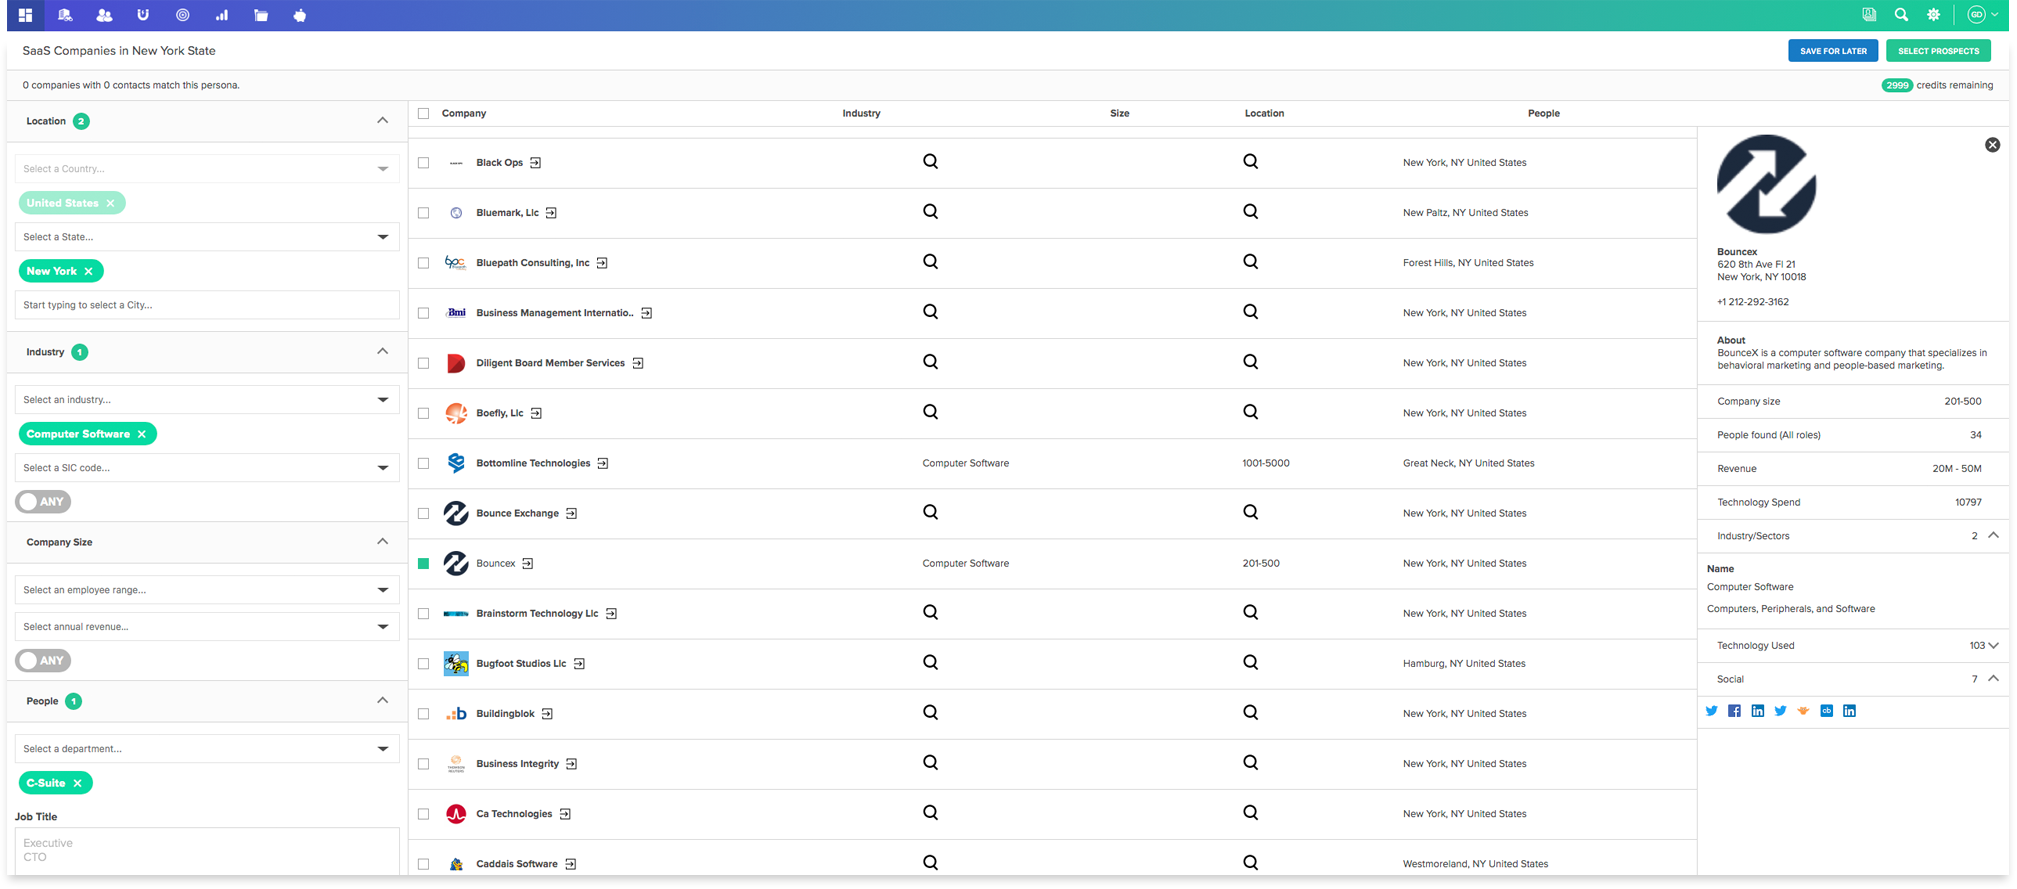 GD
SaaS Companies in New York State
SAVE FOR LATER
SELECT PROSPECTS
0 companies with 0 contacts match this persona.
2999 credits remaining
Location 2
Select a Country...
United States ×
Select a State...
New York ×
Start typing to select a City...
Industry 1
Select an industry...
Computer Software ×
Select a SIC code...
ANY
Company Size
Select an employee range...
Select annual revenue...
ANY
People 1
Select a department...
C-Suite ×
Job Title
Executive
CTO
Company Industry Size Location People
Black Ops New York, NY United States
Bluemark, Llc New Paltz, NY United States
bpc Bluepath Consulting, Inc Forest Hills, NY United States
Bmi Business Management Internatio.. New York, NY United States
Diligent Board Member Services New York, NY United States
Boefly, Llc New York, NY United States
Bottomline Technologies Computer Software 1001-5000 Great Neck, NY United States
Bounce Exchange New York, NY United States
Bouncex Computer Software 201-500 New York, NY United States
Brainstorm Technology Llc New York, NY United States
Bugfoot Studios Llc Hamburg, NY United States
b Buildingblok New York, NY United States
Business Integrity New York, NY United States
Ca Technologies New York, NY United States
Caddais Software Westmoreland, NY United States
Bouncex
620 8th Ave Fl 21
New York, NY 10018
+1 212-292-3162
About
BounceX is a computer software company that specializes in
behavioral marketing and people-based marketing.
Company size 201-500
People found (All roles) 34
Revenue 20M - 50M
Technology Spend 10797
Industry/Sectors 2
Name
Computer Software
Computers, Peripherals, and Software
Technology Used 103
Social 7
f in cb in